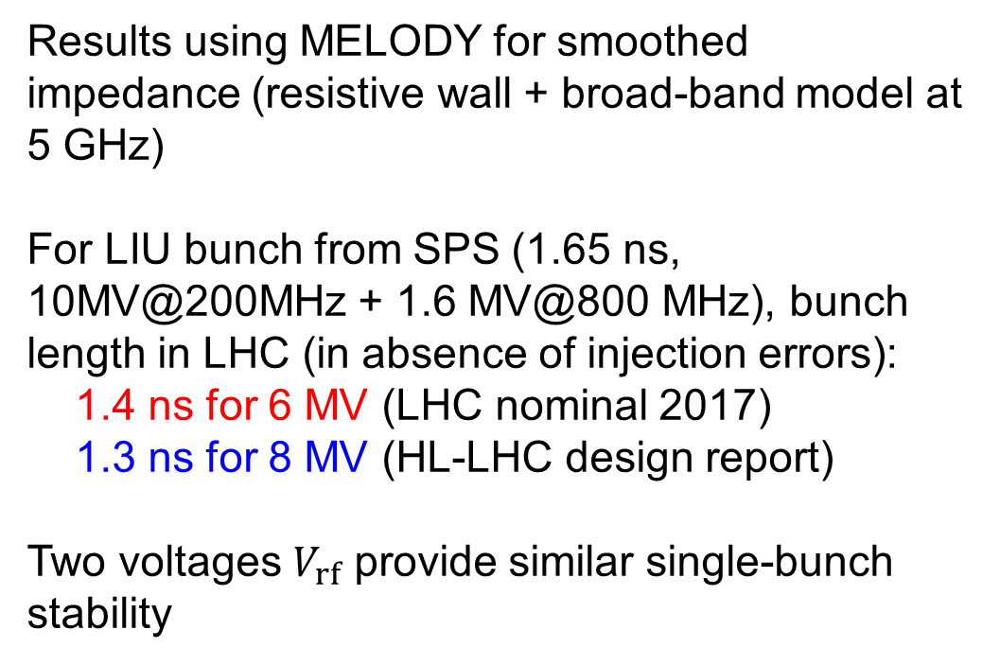 Results using MELODY for smoothed
impedance (resistive wall + broad-band model at
5 GHz)
For LIU bunch from SPS (1.65 ns,
10MV@200MHz + 1.6 MV@800 MHz), bunch
length in LHC (in absence of injection errors):
1.4 ns for 6 MV (LHC nominal 2017)
1.3 ns for 8 MV (HL-LHC design report)
Two voltages V_rf provide similar single-bunch
stability